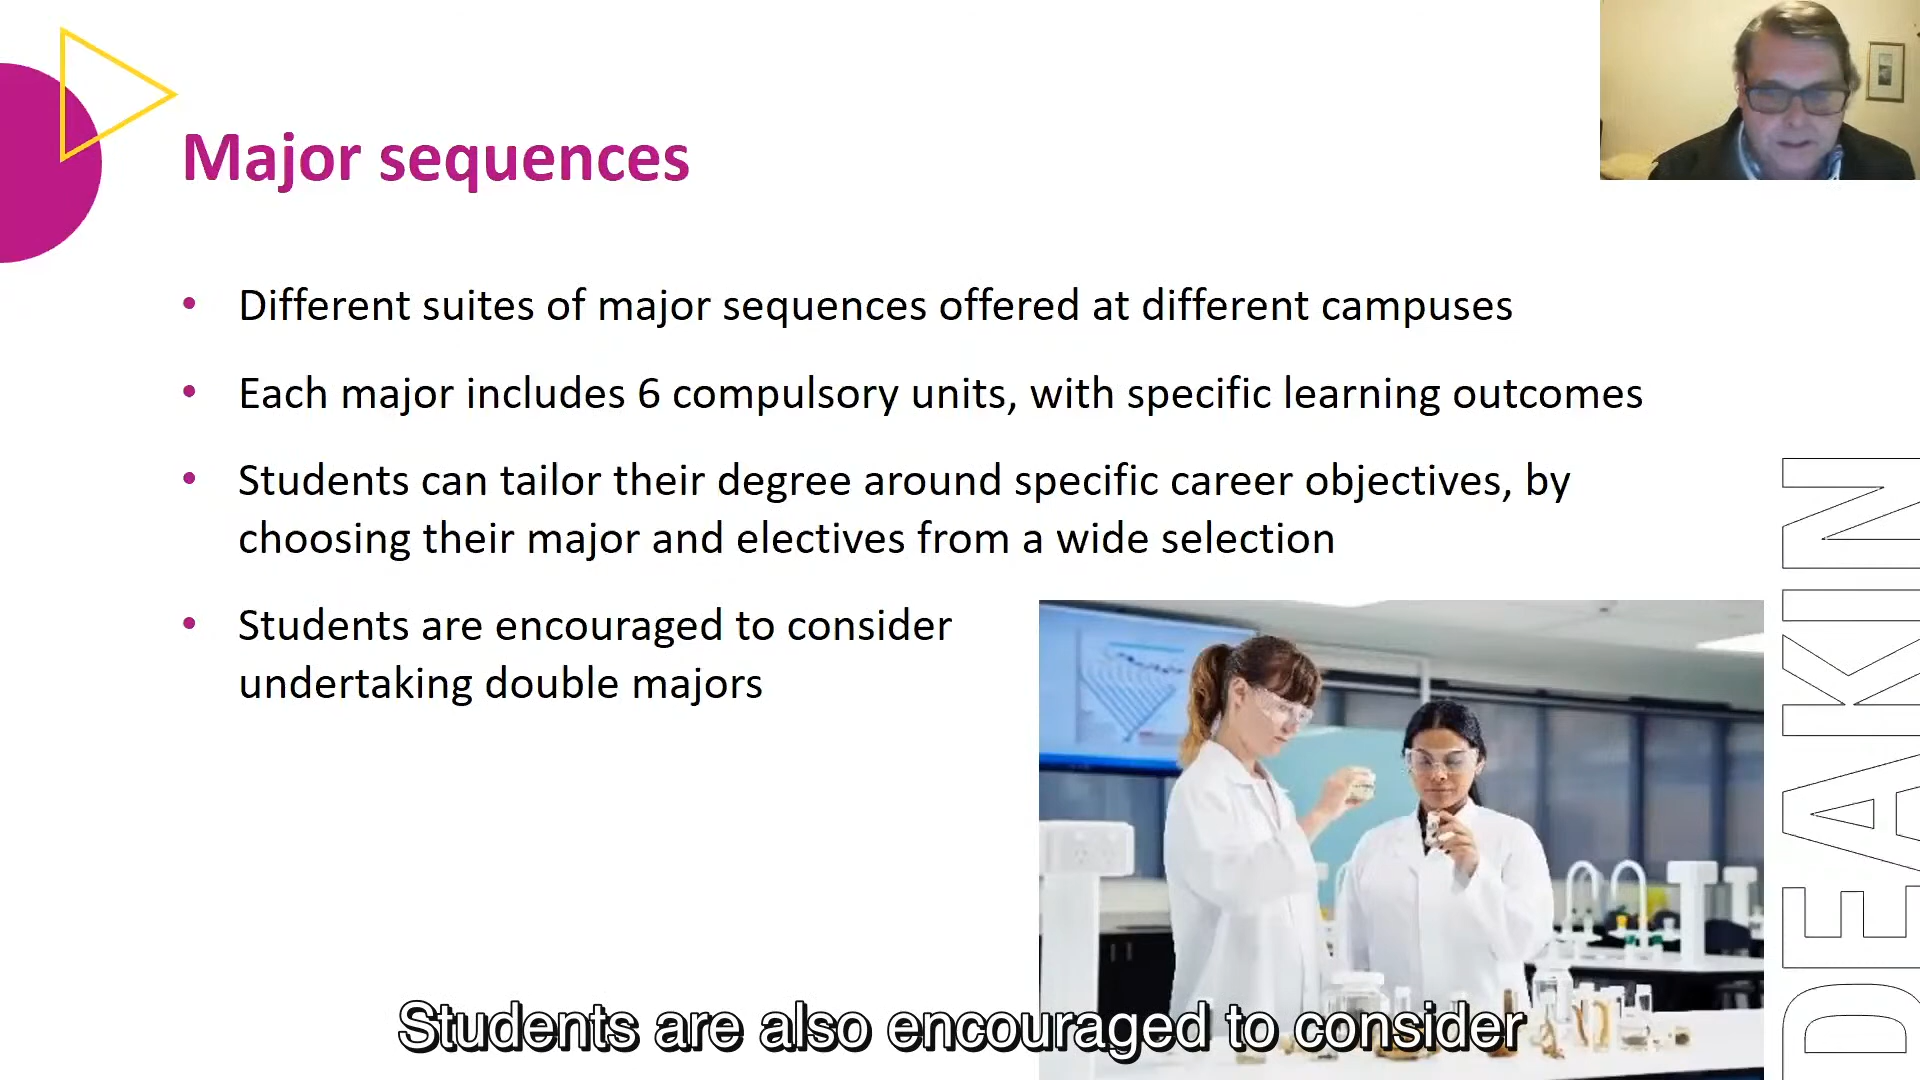 Major sequences
• Different suites of major sequences offered at different campuses
• Each major includes 6 compulsory units, with specific learning outcomes
• Students can tailor their degree around specific career objectives, by
choosing their major and electives from a wide selection
• Students are encouraged to consider
undertaking double majors
DEAKIN
Students are also encouraged to consider